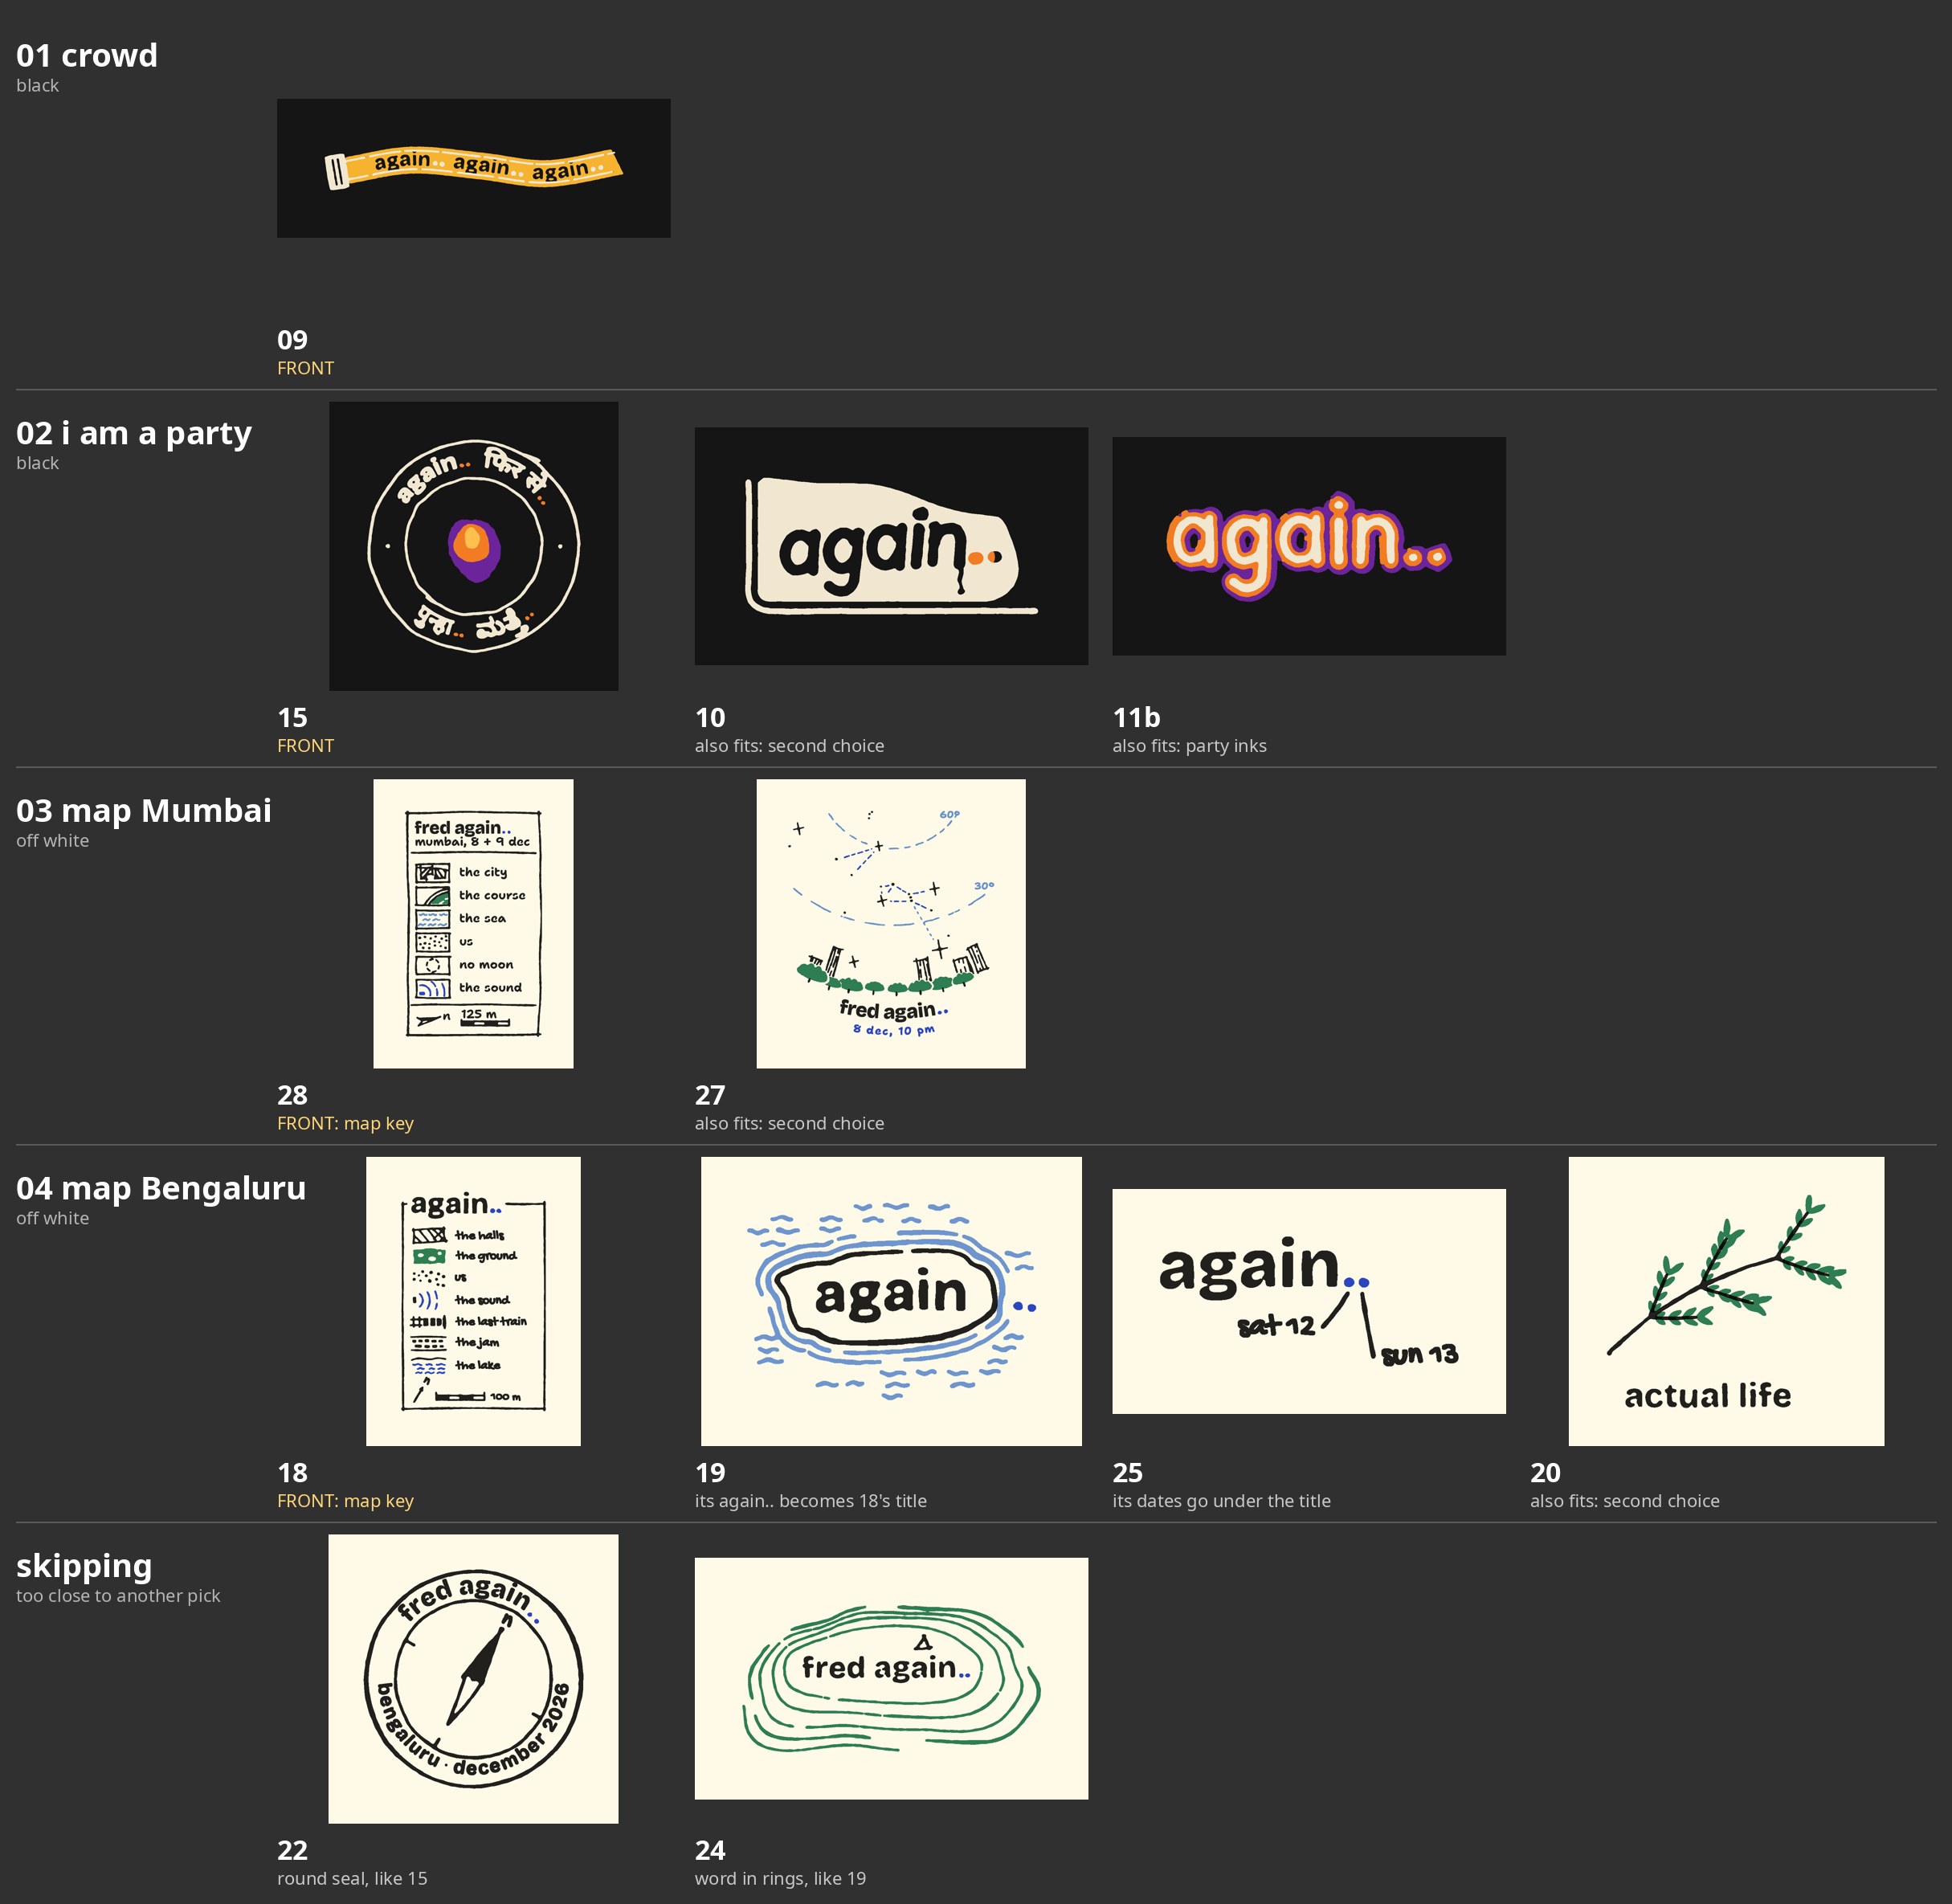 01 crowd
black
again.. again.. again..
09
FRONT
02 i am a party
black
again.. फिर से..
again..
again..
15
FRONT
10
also fits: second choice
11b
also fits: party inks
03 map Mumbai
off white
fred again..
mumbai, 8 + 9 dec
the city
the course
the sea
us
no moon
the sound
n 125 m
60°
30°
fred again..
8 dec, 10 pm
28
FRONT: map key
27
also fits: second choice
04 map Bengaluru
off white
again..
the halls
the ground
us
the sound
the last train
the jam
the lake
n
100 m
again ..
again..
sat 12
sun 13
actual life
18
FRONT: map key
19
its again.. becomes 18's title
25
its dates go under the title
20
also fits: second choice
skipping
too close to another pick
fred again..
n
bengaluru · december 2026
fred again..
22
round seal, like 15
24
word in rings, like 19